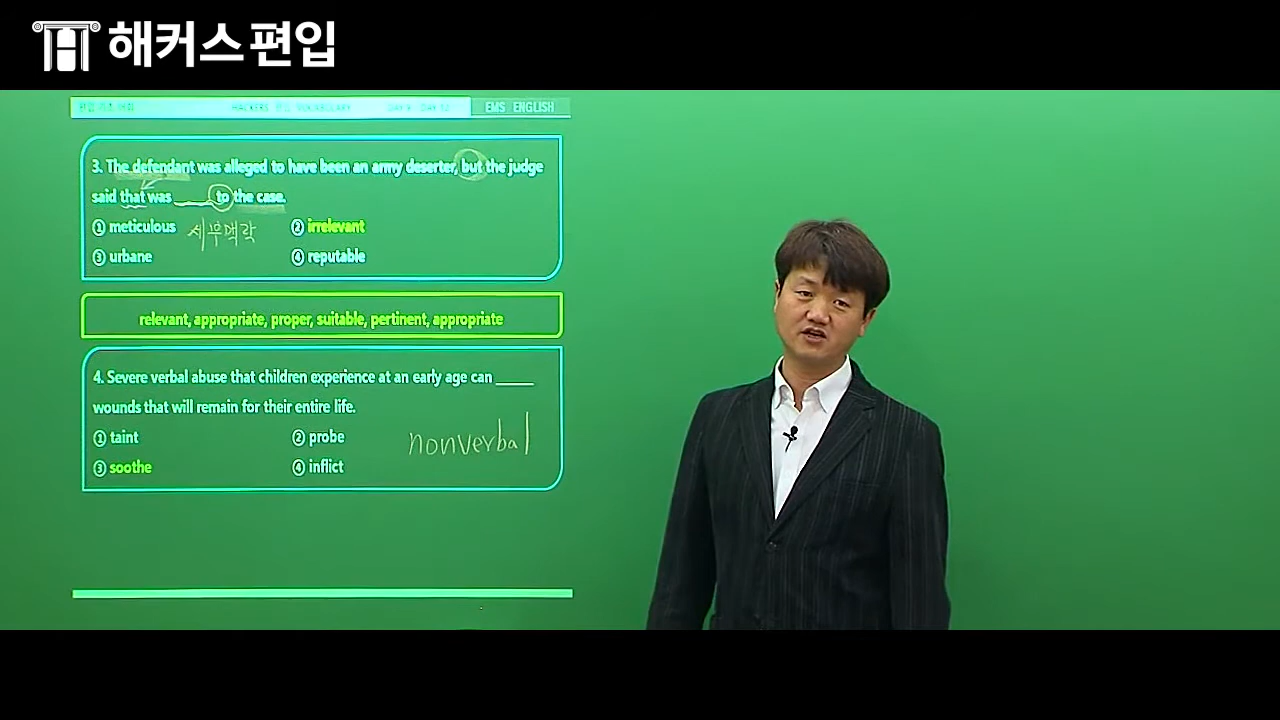 해커스 편입
HACKERS 편입 VOCABULARY
EMS ENGLISH
3. The defendant was alleged to have been an army deserter, but the judge
said that was _____ to the case.
① meticulous 세부맥락 ② irrelevant
③ urbane ④ reputable
relevant, appropriate, proper, suitable, pertinent, appropriate
4. Severe verbal abuse that children experience at an early age can _____
wounds that will remain for their entire life.
① taint ② probe
nonverbal
③ soothe ④ inflict